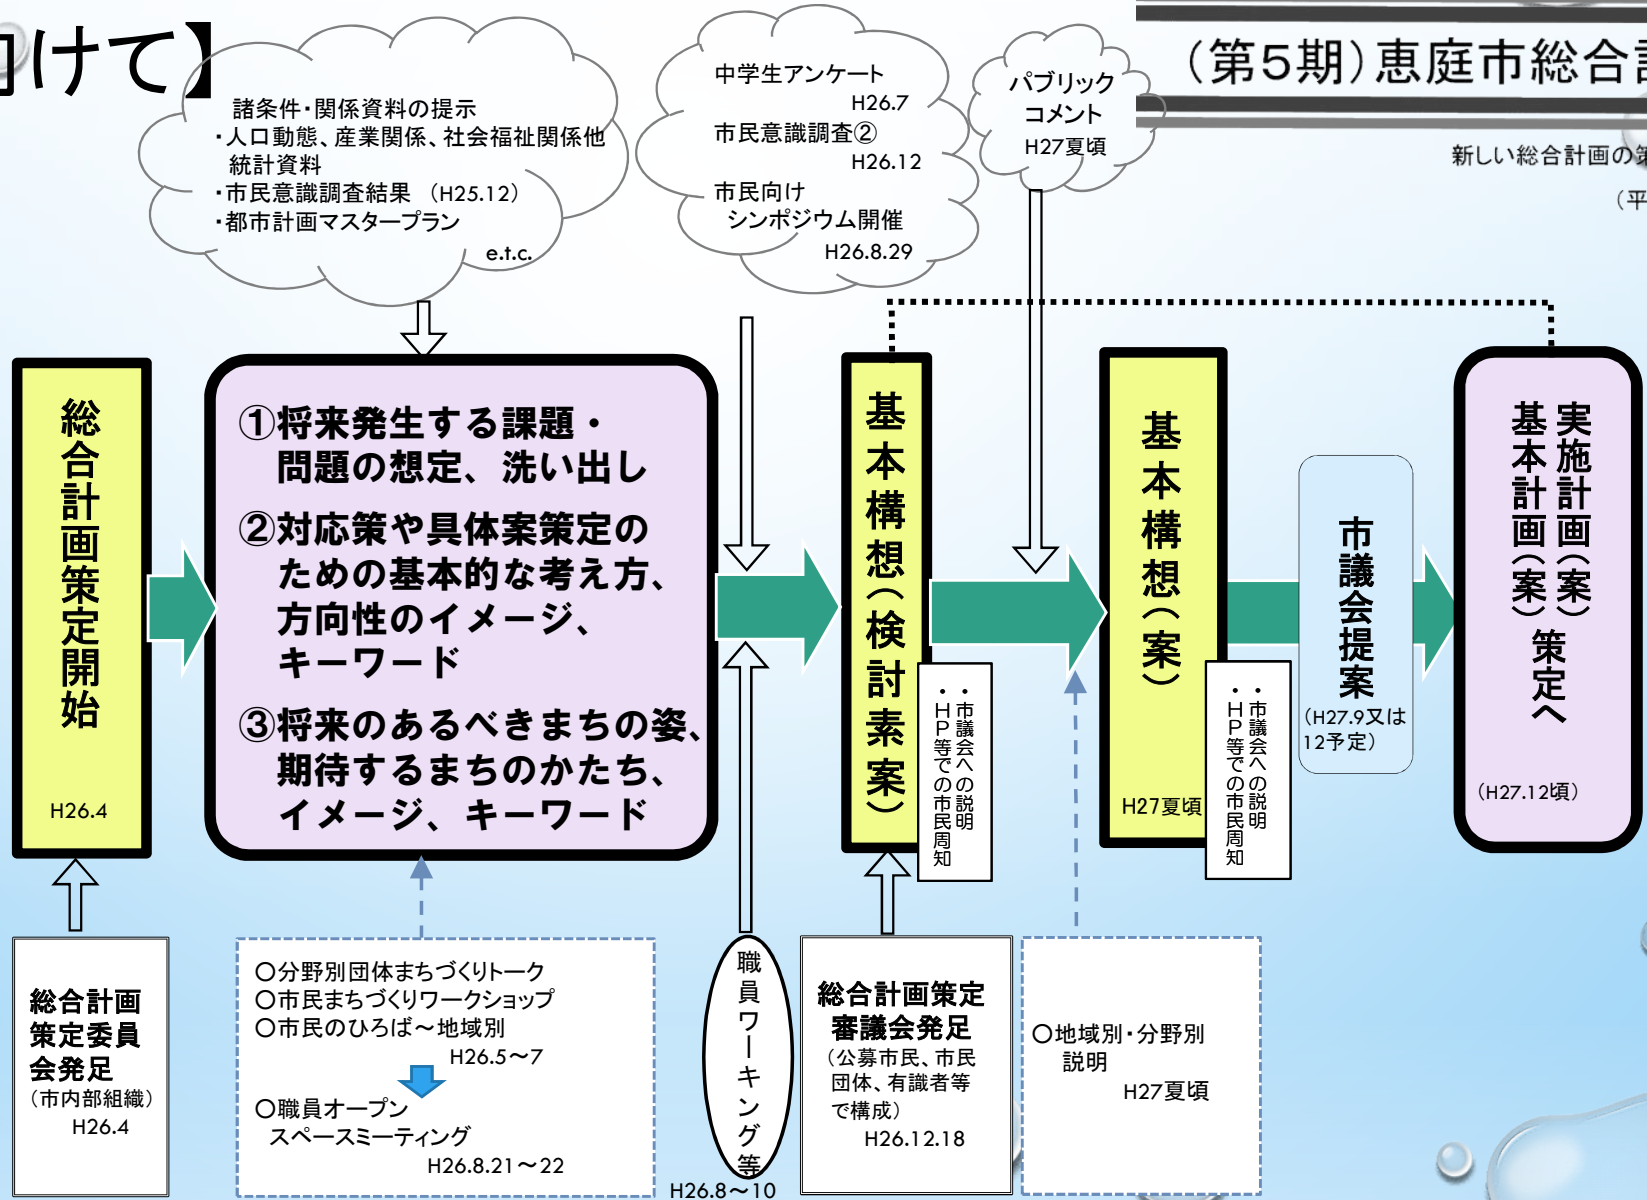 向けて】
(第5期)恵庭市総合計
新しい総合計画の策
(平
諸条件・関係資料の提示
・人口動態、産業関係、社会福祉関係他
統計資料
・市民意識調査結果 (H25.12)
・都市計画マスタープラン
e.t.c.
中学生アンケート
H26.7
市民意識調査②
H26.12
市民向け
シンポジウム開催
H26.8.29
パブリック
コメント
H27夏頃
総合計画策定開始
H26.4
①将来発生する課題・
問題の想定、洗い出し
②対応策や具体案策定の
ための基本的な考え方、
方向性のイメージ、
キーワード
③将来のあるべきまちの姿、
期待するまちのかたち、
イメージ、キーワード
基本構想(検討素案)
・市議会への説明
・HP等での市民周知
基本構想(案)
H27夏頃
・市議会への説明
・HP等での市民周知
市議会提案
(H27.9又は
12予定)
実施計画(案)策定へ
基本計画(案)
(H27.12頃)
総合計画
策定委員
会発足
(市内部組織)
H26.4
○分野別団体まちづくりトーク
○市民まちづくりワークショップ
○市民のひろば～地域別
H26.5～7
○職員オープン
スペースミーティング
H26.8.21～22
職員ワーキング等
H26.8～10
総合計画策定
審議会発足
(公募市民、市民
団体、有識者等
で構成)
H26.12.18
○地域別・分野別
説明
H27夏頃